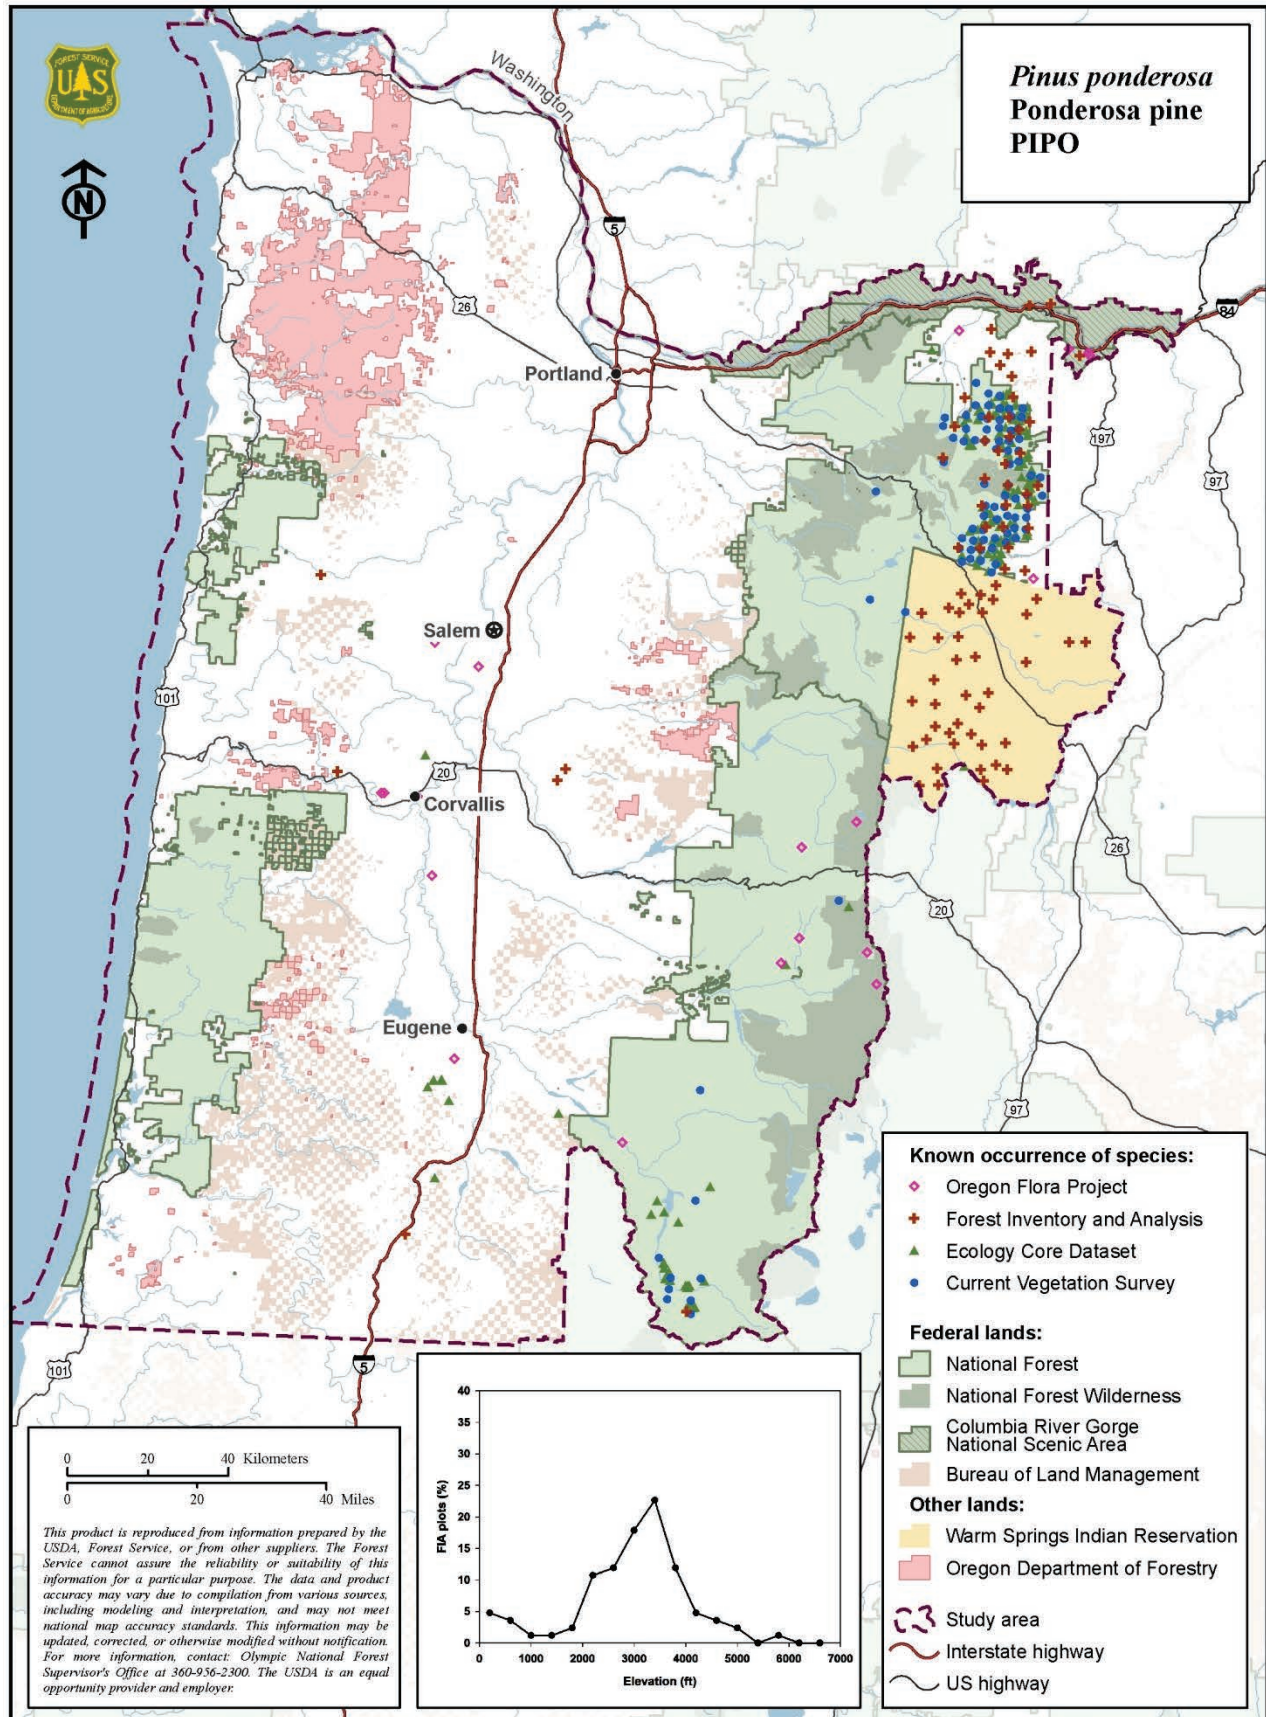 Pinus ponderosa
Ponderosa pine
PIPO
FOREST SERVICE
US
DEPARTMENT OF AGRICULTURE
N
Washington
5
26
84
Portland
197
97
Salem
101
20
Corvallis
26
20
Eugene
97
5
101
Known occurrence of species:
Oregon Flora Project
Forest Inventory and Analysis
Ecology Core Dataset
Current Vegetation Survey
Federal lands:
National Forest
National Forest Wilderness
Columbia River Gorge
National Scenic Area
Bureau of Land Management
Other lands:
Warm Springs Indian Reservation
Oregon Department of Forestry
Study area
Interstate highway
US highway
0 20 40 Kilometers
0 20 40 Miles
This product is reproduced from information prepared by the
USDA, Forest Service, or from other suppliers. The Forest
Service cannot assure the reliability or suitability of this
information for a particular purpose. The data and product
accuracy may vary due to compilation from various sources,
including modeling and interpretation, and may not meet
national map accuracy standards. This information may be
updated, corrected, or otherwise modified without notification.
For more information, contact: Olympic National Forest
Supervisor's Office at 360-956-2300. The USDA is an equal
opportunity provider and employer.
40
35
30
25
20
15
10
5
0
FIA plots (%)
0 1000 2000 3000 4000 5000 6000 7000
Elevation (ft)